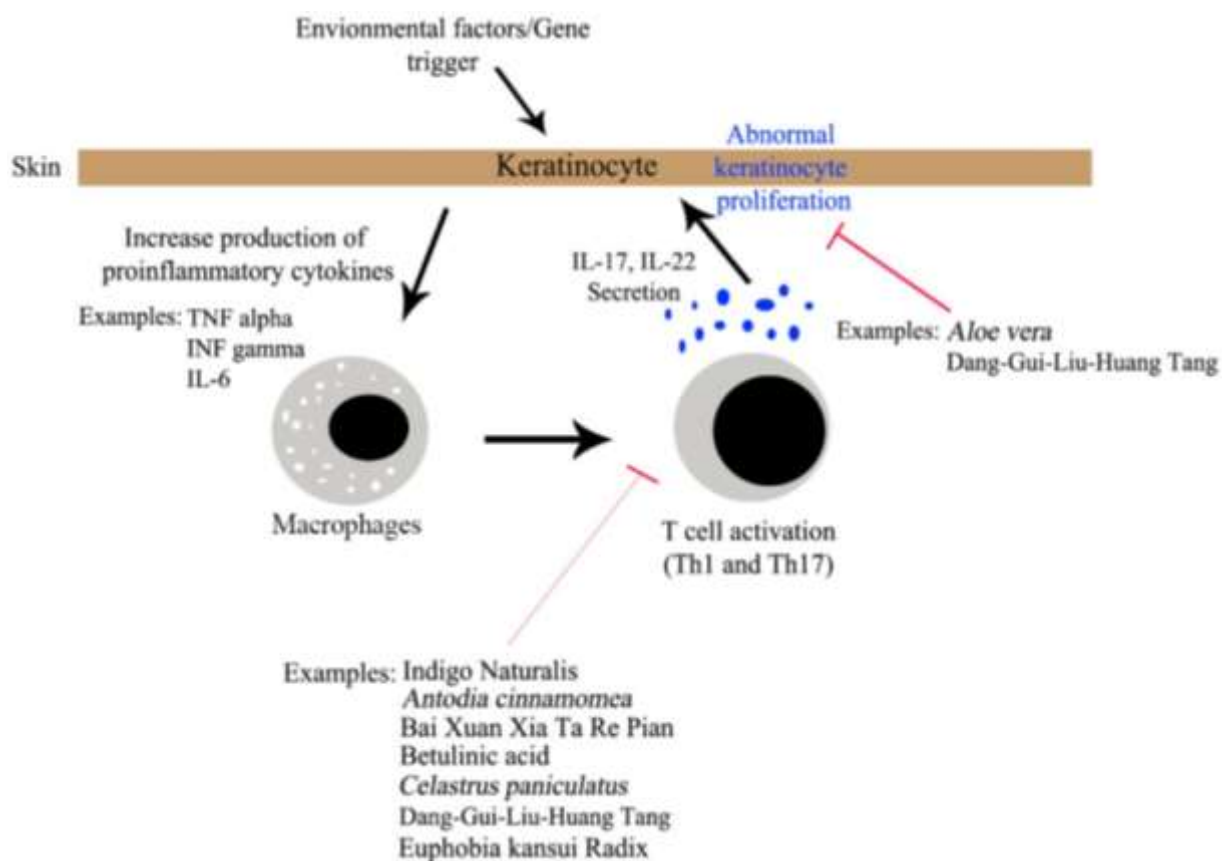 Envionmental factors/Gene
trigger
Skin
Keratinocyte
Abnormal
keratinocyte
proliferation
Increase production of
proinflammatory cytokines
Examples: TNF alpha
INF gamma
IL-6
IL-17, IL-22
Secretion
Examples: Aloe vera
Dang-Gui-Liu-Huang Tang
Macrophages
T cell activation
(Th1 and Th17)
Examples: Indigo Naturalis
Antodia cinnamomea
Bai Xuan Xia Ta Re Pian
Betulinic acid
Celastrus paniculatus
Dang-Gui-Liu-Huang Tang
Euphobia kansui Radix